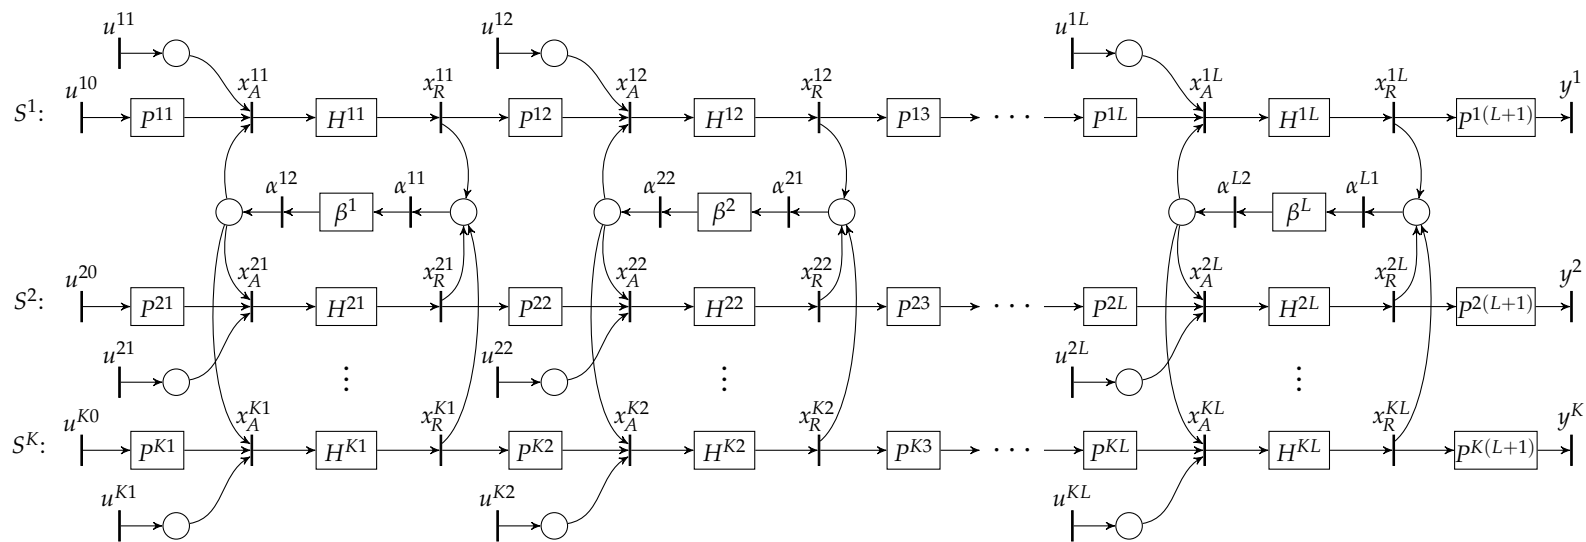 u^{11} u^{12} u^{1L}
u^{10} x_A^{11} x_R^{11} x_A^{12} x_R^{12} x_A^{1L} x_R^{1L} y^1
S^1: P^{11} H^{11} P^{12} H^{12} P^{13} ··· P^{1L} H^{1L} P^{1(L+1)}
α^{12} α^{11} α^{22} α^{21} α^{L2} α^{L1}
β^1 β^2 β^L
u^{20} x_A^{21} x_R^{21} x_A^{22} x_R^{22} x_A^{2L} x_R^{2L} y^2
S^2: P^{21} H^{21} P^{22} H^{22} P^{23} ··· P^{2L} H^{2L} P^{2(L+1)}
u^{21} u^{22} u^{2L}
⋮ ⋮ ⋮
u^{K0} x_A^{K1} x_R^{K1} x_A^{K2} x_R^{K2} x_A^{KL} x_R^{KL} y^K
S^K: P^{K1} H^{K1} P^{K2} H^{K2} P^{K3} ··· P^{KL} H^{KL} P^{K(L+1)}
u^{K1} u^{K2} u^{KL}